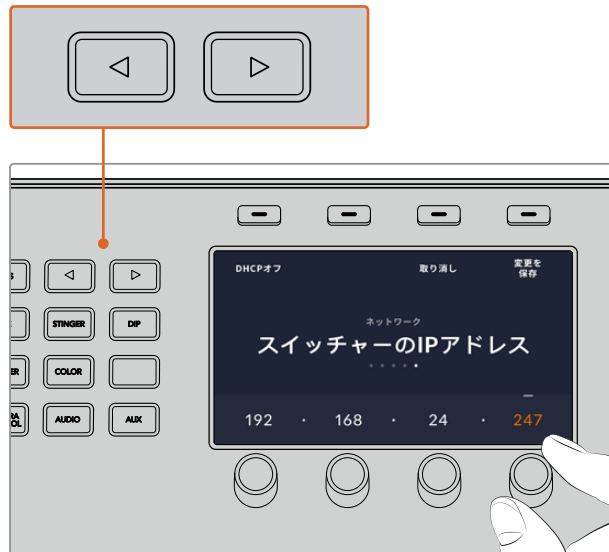 DHCPオフ
取り消し
変更を
保存
ネットワーク
スイッチャーのIPアドレス
192 · 168 · 24 · 247
STINGER
DIP
COLOR
AUDIO
AUX